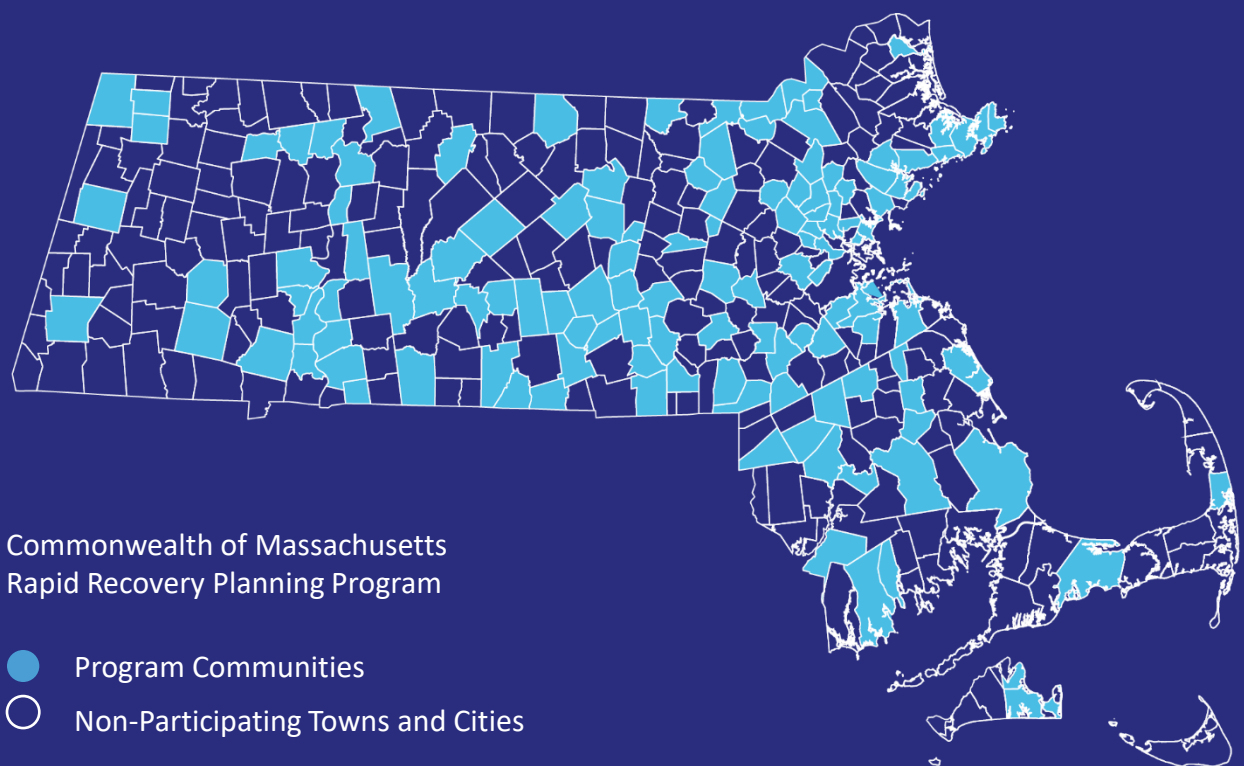 Commonwealth of Massachusetts
Rapid Recovery Planning Program
Program Communities
Non-Participating Towns and Cities